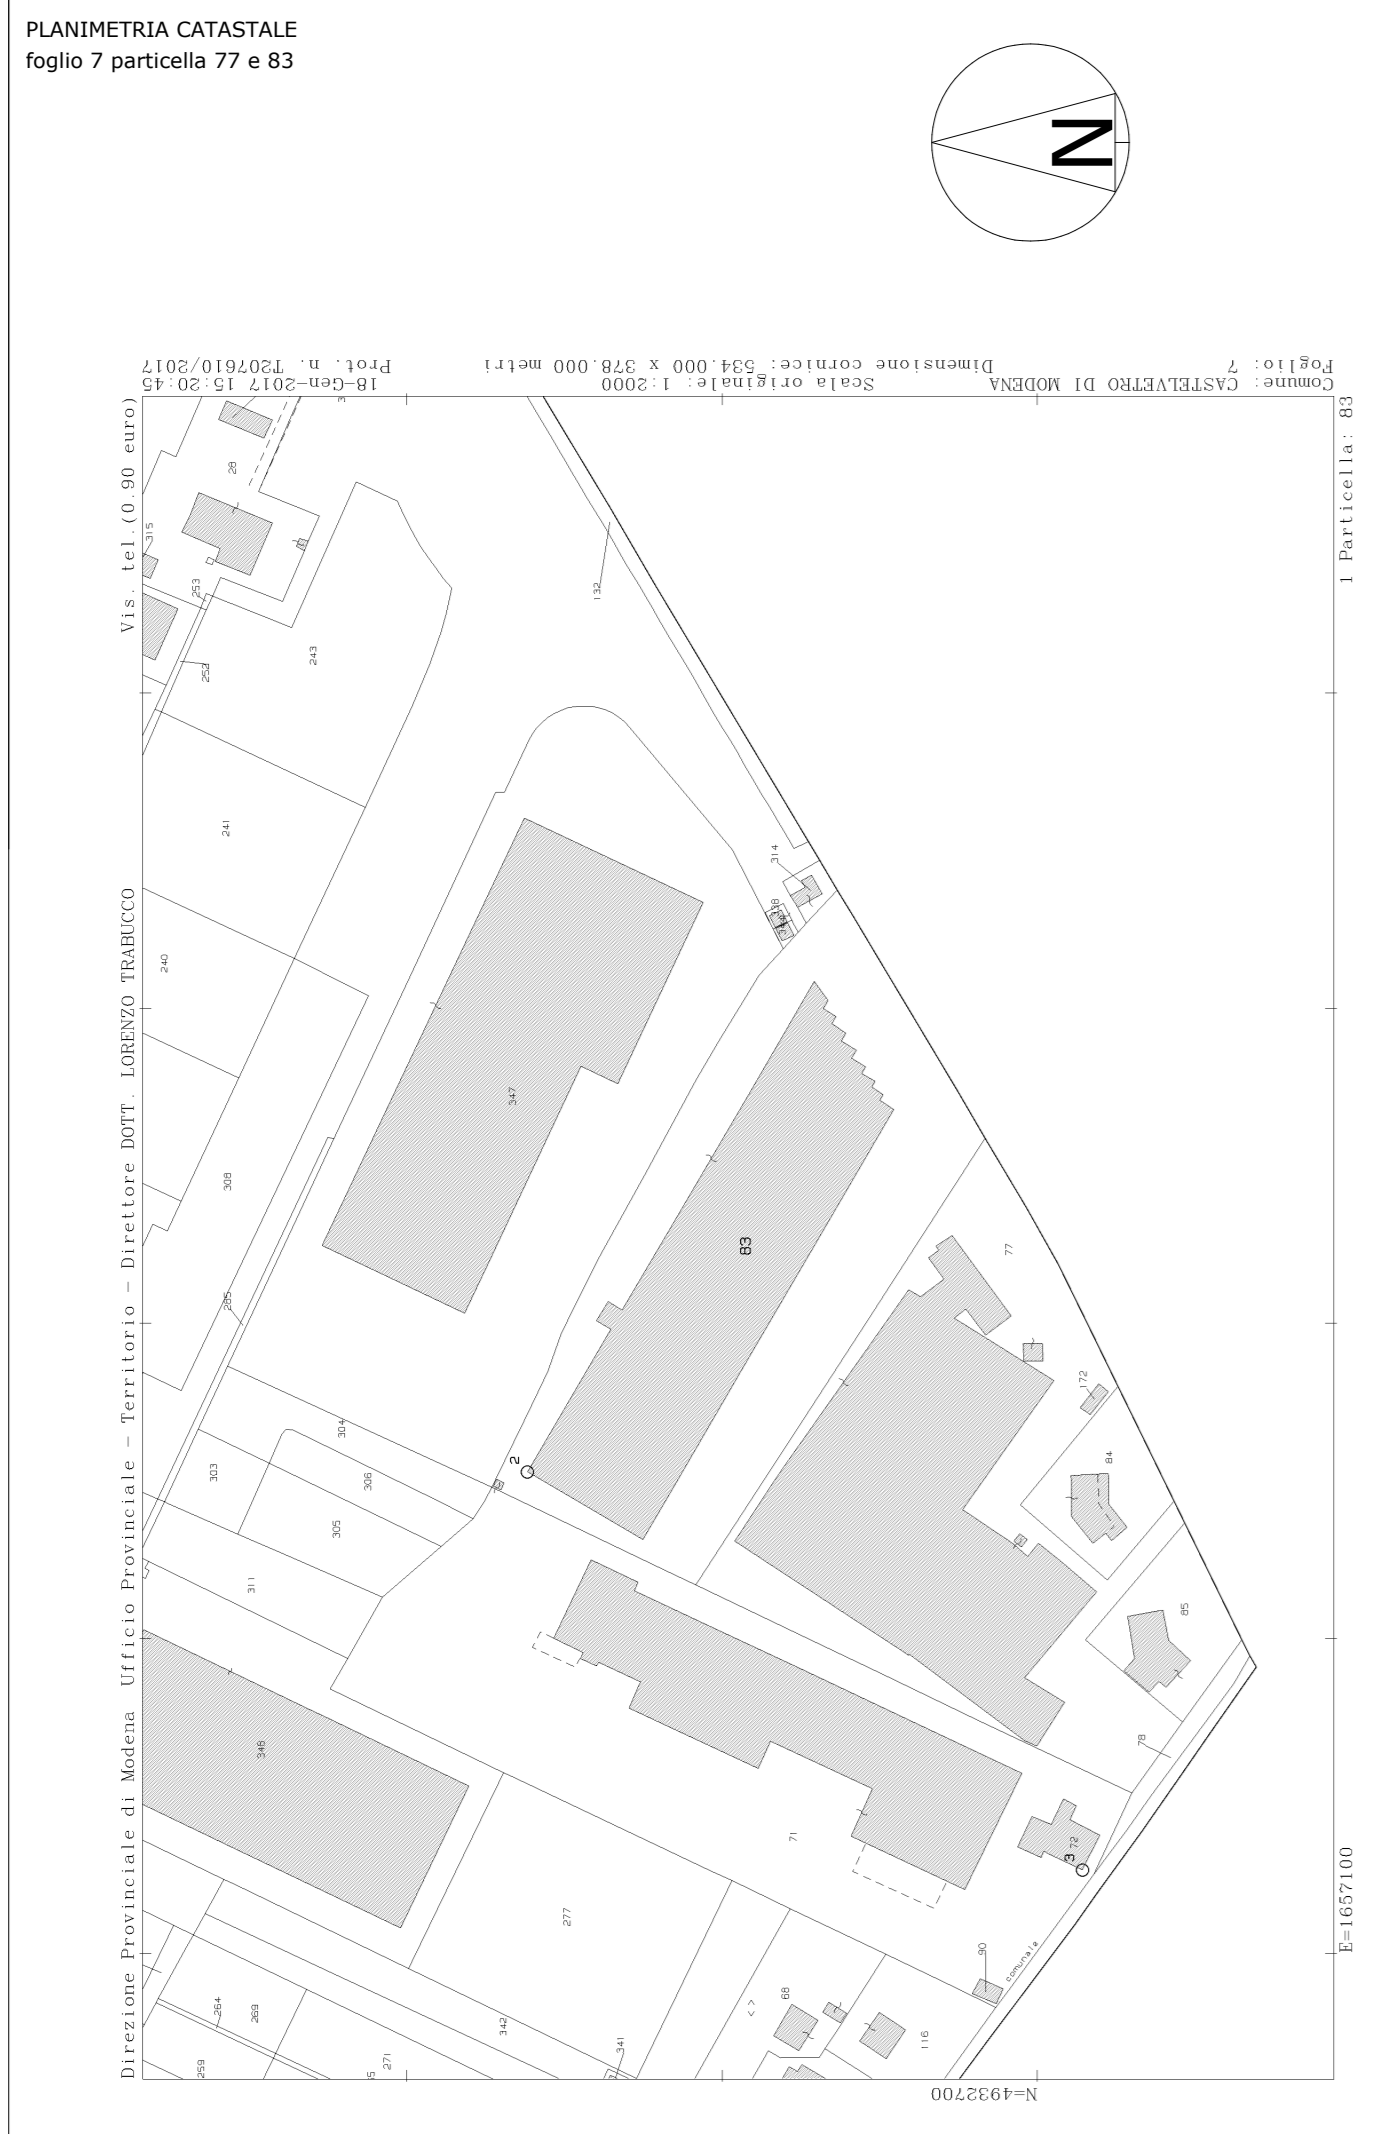 PLANIMETRIA CATASTALE
foglio 7 particella 77 e 83
N
Prot. n. T207610/2017
18-Gen-2017 15:20:45
Dimensione cornice: 534.000 x 378.000 metri
Scala originale: 1:2000
Foglio: 7
Comune: CASTELVETRO DI MODENA
Vis. tel.(0.90 euro)
Direzione Provinciale di Modena Ufficio Provinciale - Territorio - Direttore DOTT. LORENZO TRABUCCO
1 Particella: 83
E=1657100
N=4932700
3
28
315
253
252
243
132
241
314
240
347
308
83
77
285
172
304
303
306
2
84
305
311
85
348
78
71
72
3
277
90
comunale
68
< >
264
269
342
116
341
259
271